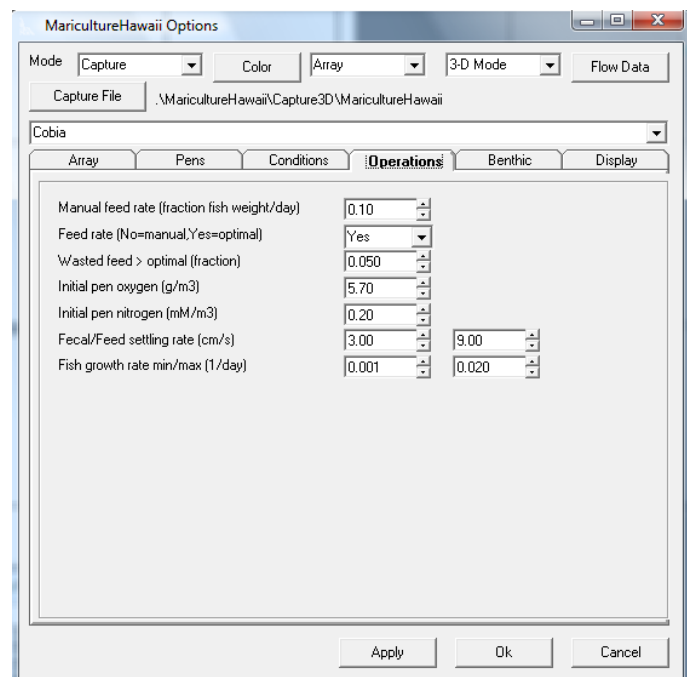 MaricultureHawaii Options
Mode Capture Color Array 3-D Mode Flow Data
Capture File .\MaricultureHawaii\Capture3D\MaricultureHawaii
Cobia
Array Pens Conditions Operations Benthic Display
Manual feed rate (fraction fish weight/day) 0.10
Feed rate (No=manual,Yes=optimal) Yes
Wasted feed > optimal (fraction) 0.050
Initial pen oxygen (g/m3) 5.70
Initial pen nitrogen (mM/m3) 0.20
Fecal/Feed settling rate (cm/s) 3.00 9.00
Fish growth rate min/max (1/day) 0.001 0.020
Apply Ok Cancel